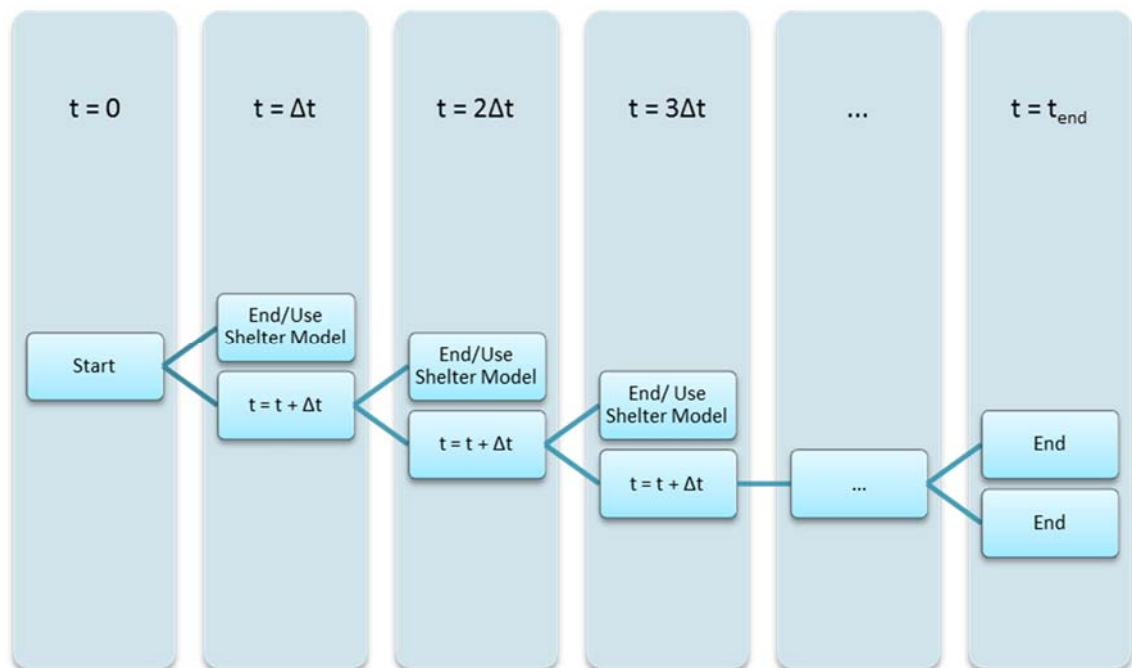 t = 0
t = Δt
t = 2Δt
t = 3Δt
...
t = t_end
Start
End/Use
Shelter Model
t = t + Δt
End/Use
Shelter Model
t = t + Δt
End/ Use
Shelter Model
t = t + Δt
...
End
End